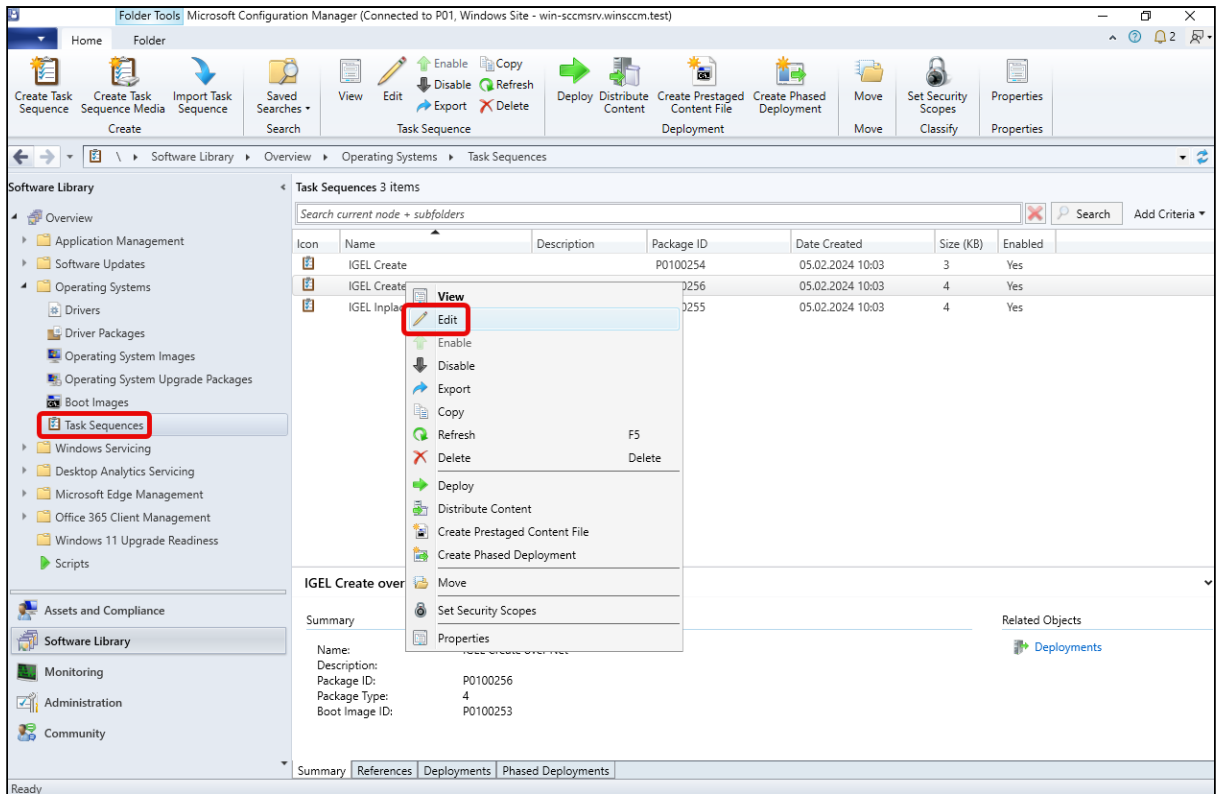 Folder Tools Microsoft Configuration Manager (Connected to P01, Windows Site - win-sccmsrv.winsccm.test)
Home Folder
2
Create Task Sequence
Create Task Sequence Media
Import Task Sequence
Create
Saved Searches
Search
View
Edit
Enable
Disable
Export
Copy
Refresh
Delete
Task Sequence
Deploy
Distribute Content
Create Prestaged Content File
Create Phased Deployment
Deployment
Move
Move
Set Security Scopes
Classify
Properties
Properties
\ Software Library Overview Operating Systems Task Sequences
Software Library
Overview
Application Management
Software Updates
Operating Systems
Drivers
Driver Packages
Operating System Images
Operating System Upgrade Packages
Boot Images
Task Sequences
Windows Servicing
Desktop Analytics Servicing
Microsoft Edge Management
Office 365 Client Management
Windows 11 Upgrade Readiness
Scripts
Assets and Compliance
Software Library
Monitoring
Administration
Community
Task Sequences 3 items
Search current node + subfolders
Search
Add Criteria
Icon Name Description Package ID Date Created Size (KB) Enabled
IGEL Create P0100254 05.02.2024 10:03 3 Yes
IGEL Create 0256 05.02.2024 10:03 4 Yes
IGEL Inplac 0255 05.02.2024 10:03 4 Yes
View
Edit
Enable
Disable
Export
Copy
Refresh F5
Delete Delete
Deploy
Distribute Content
Create Prestaged Content File
Create Phased Deployment
Move
Set Security Scopes
Properties
IGEL Create over
Summary
Name: IGEL Create over Net
Description:
Package ID: P0100256
Package Type: 4
Boot Image ID: P0100253
Related Objects
Deployments
Summary References Deployments Phased Deployments
Ready